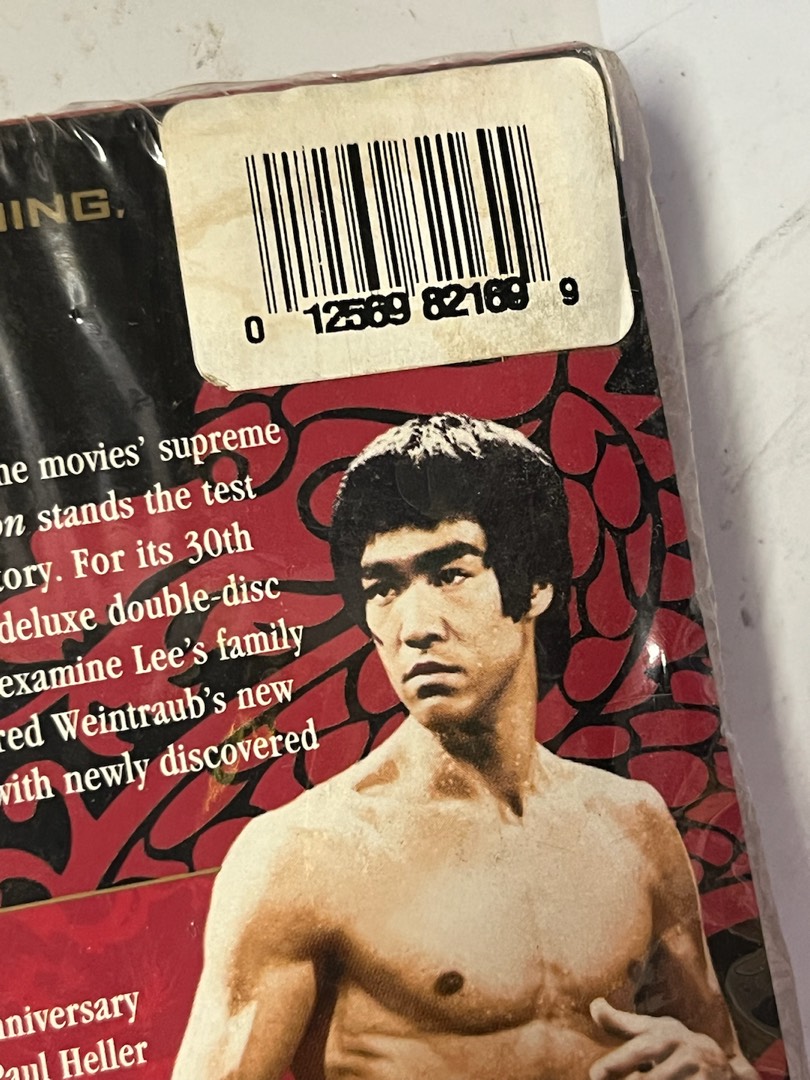 HING.
0 12569 82169 9
he movies' supreme
on stands the test
tory. For its 30th
deluxe double-disc
examine Lee's family
red Weintraub's new
with newly discovered
nniversary
Paul Heller